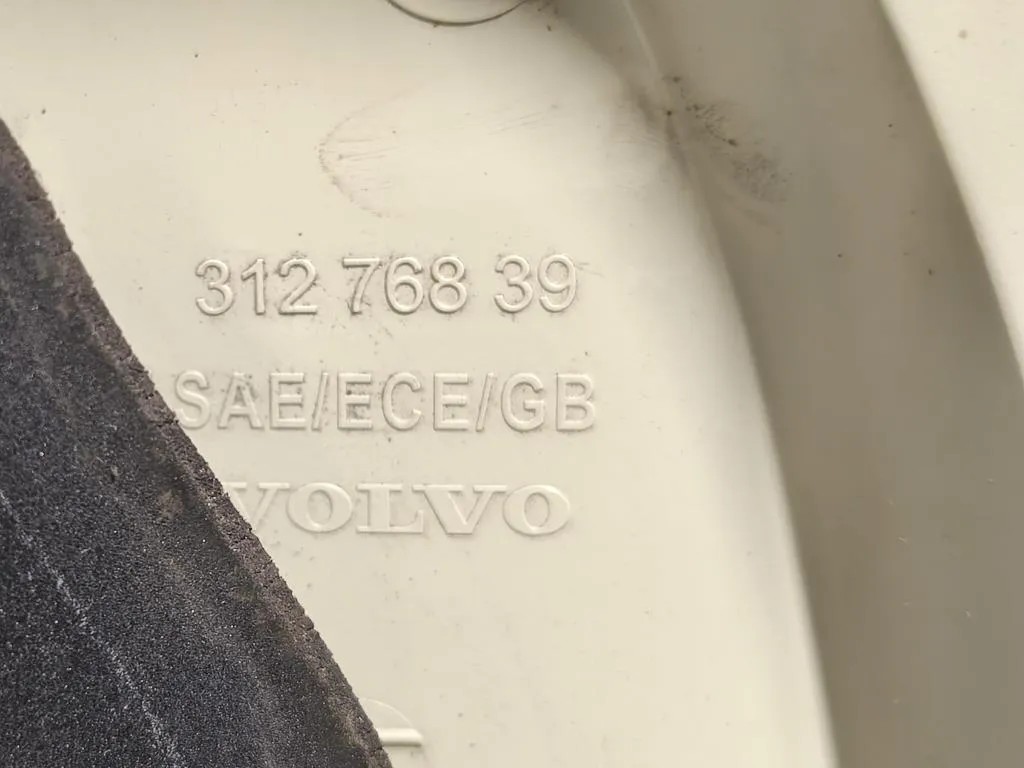 312 768 39
SAE/ECE/GB
VOLVO